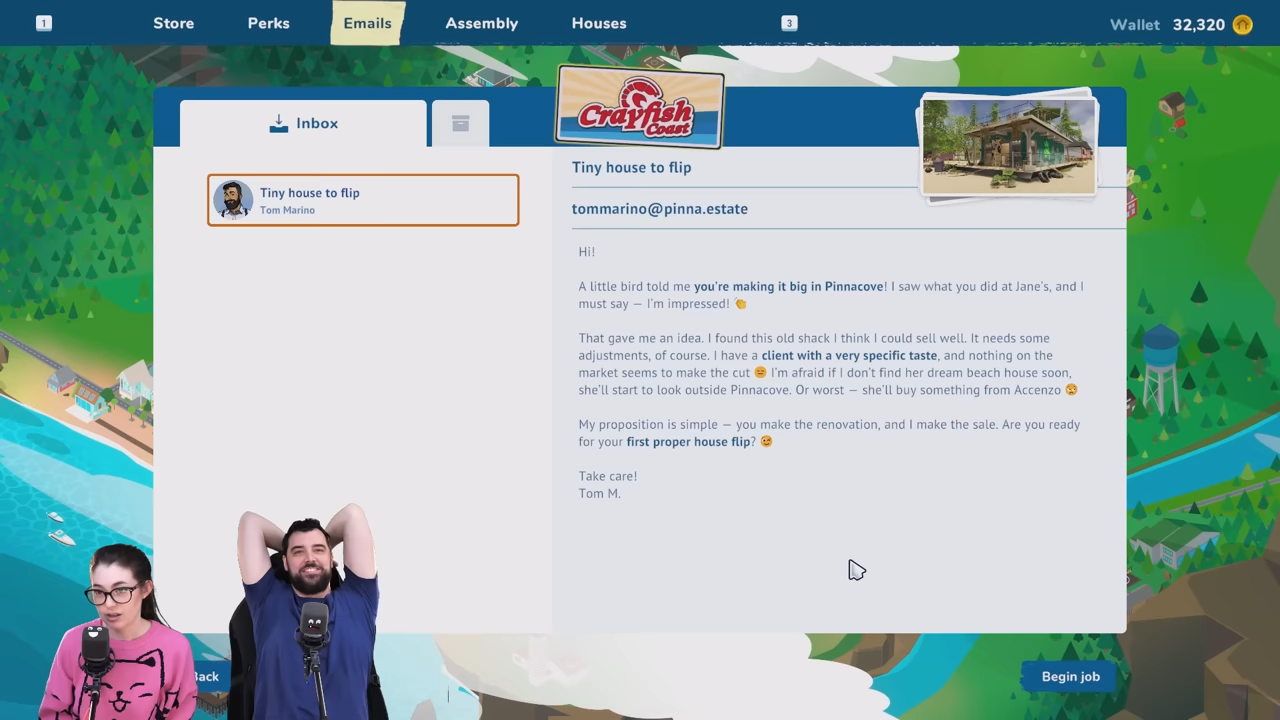 1
Store
Perks
Emails
Assembly
Houses
3
Wallet 32,320
Inbox
Crayfish
Coast
Tiny house to flip
Tom Marino
Tiny house to flip
tommarino@pinna.estate
Hi!
A little bird told me you're making it big in Pinnacove! I saw what you did at Jane's, and I
must say — I'm impressed! 👏
That gave me an idea. I found this old shack I think I could sell well. It needs some
adjustments, of course. I have a client with a very specific taste, and nothing on the
market seems to make the cut 😑 I'm afraid if I don't find her dream beach house soon,
she'll start to look outside Pinnacove. Or worst — she'll buy something from Accenzo 😒
My proposition is simple — you make the renovation, and I make the sale. Are you ready
for your first proper house flip? 😉
Take care!
Tom M.
Back
Begin job